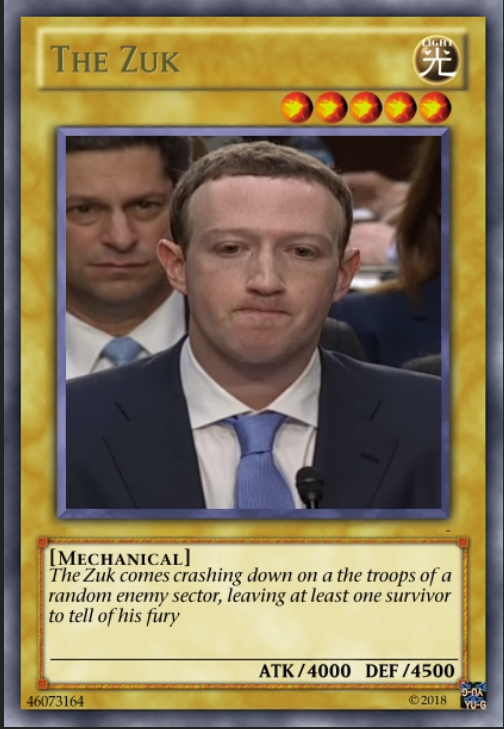 The Zuk
LIGHT
光
[Mechanical]
The Zuk comes crashing down on a the troops of a
random enemy sector, leaving at least one survivor
to tell of his fury
ATK/4000 DEF/4500
46073164
©2018
YU-G